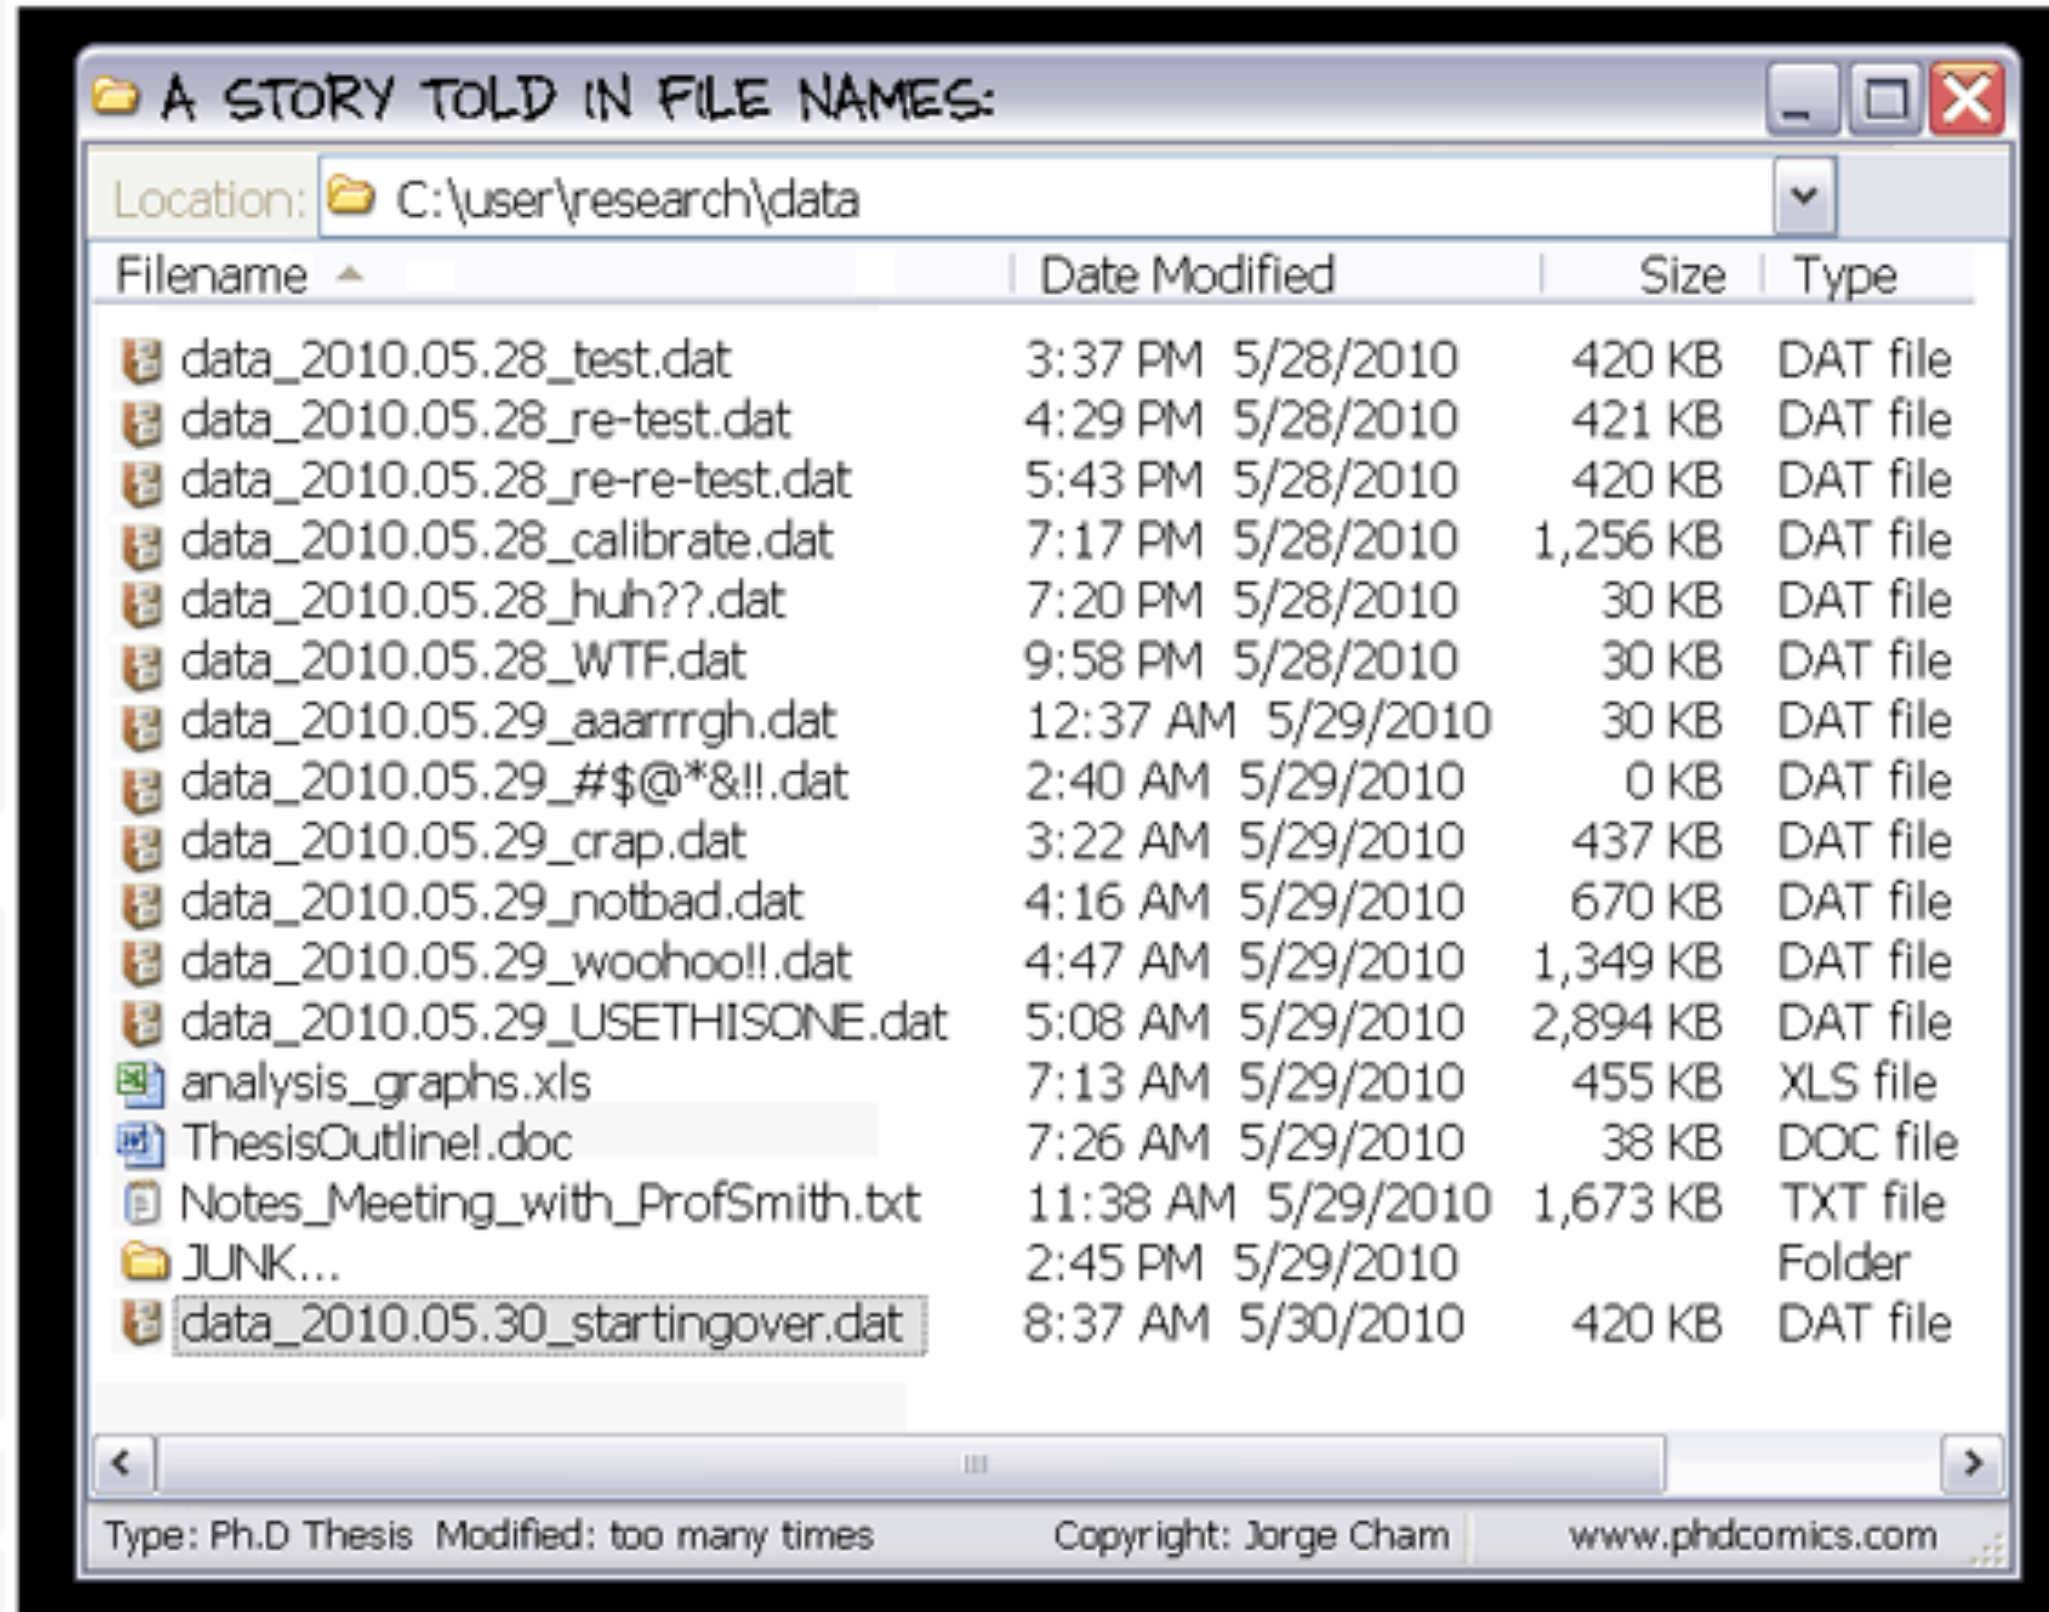 A STORY TOLD IN FILE NAMES:
Location: C:\user\research\data
Filename Date Modified Size Type
data_2010.05.28_test.dat 3:37 PM 5/28/2010 420 KB DAT file
data_2010.05.28_re-test.dat 4:29 PM 5/28/2010 421 KB DAT file
data_2010.05.28_re-re-test.dat 5:43 PM 5/28/2010 420 KB DAT file
data_2010.05.28_calibrate.dat 7:17 PM 5/28/2010 1,256 KB DAT file
data_2010.05.28_huh??.dat 7:20 PM 5/28/2010 30 KB DAT file
data_2010.05.28_WTF.dat 9:58 PM 5/28/2010 30 KB DAT file
data_2010.05.29_aaarrrgh.dat 12:37 AM 5/29/2010 30 KB DAT file
data_2010.05.29_#$@*&!!.dat 2:40 AM 5/29/2010 0 KB DAT file
data_2010.05.29_crap.dat 3:22 AM 5/29/2010 437 KB DAT file
data_2010.05.29_notbad.dat 4:16 AM 5/29/2010 670 KB DAT file
data_2010.05.29_woohoo!!.dat 4:47 AM 5/29/2010 1,349 KB DAT file
data_2010.05.29_USETHISONE.dat 5:08 AM 5/29/2010 2,894 KB DAT file
analysis_graphs.xls 7:13 AM 5/29/2010 455 KB XLS file
ThesisOutline!.doc 7:26 AM 5/29/2010 38 KB DOC file
Notes_Meeting_with_ProfSmith.txt 11:38 AM 5/29/2010 1,673 KB TXT file
JUNK... 2:45 PM 5/29/2010 Folder
data_2010.05.30_startingover.dat 8:37 AM 5/30/2010 420 KB DAT file
Type: Ph.D Thesis Modified: too many times Copyright: Jorge Cham www.phdcomics.com